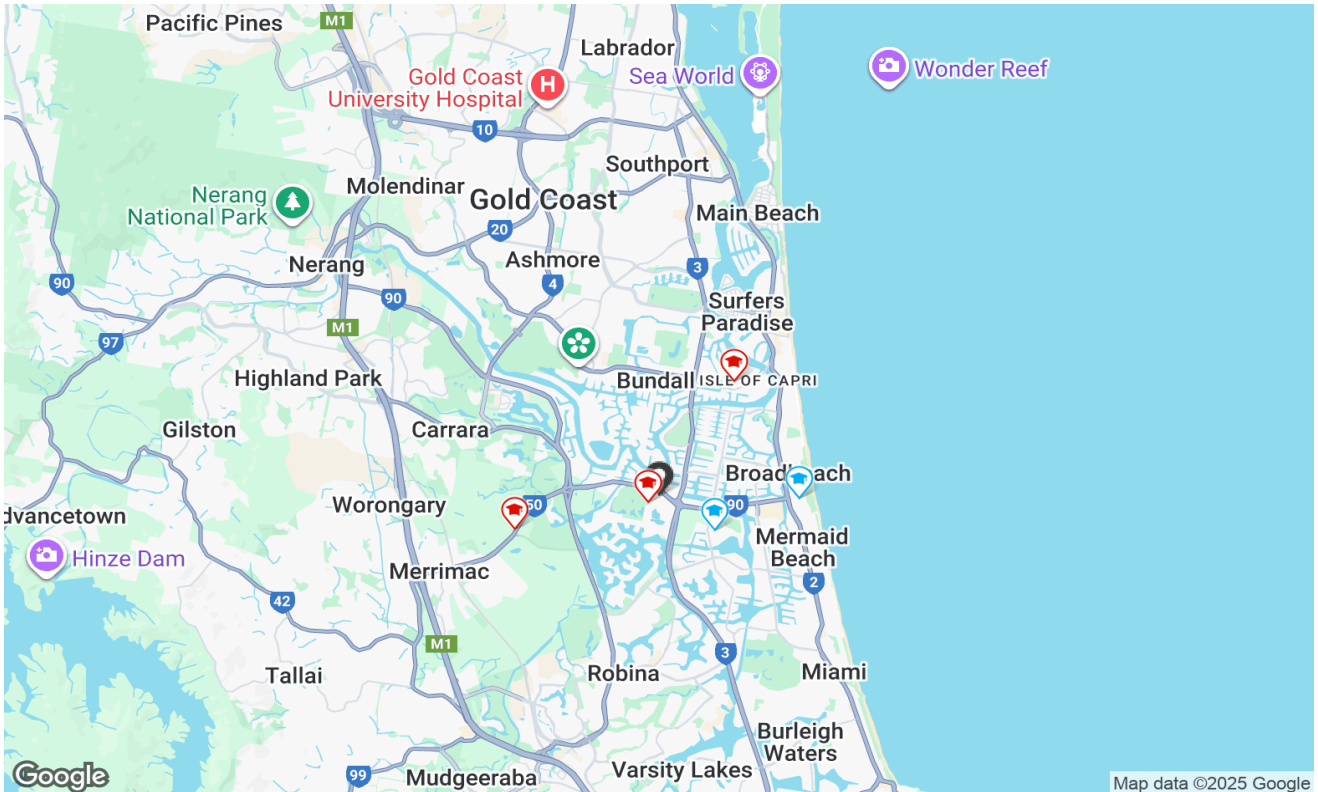 Pacific Pines
M1
Labrador
Gold Coast
University Hospital
H
Sea World
Wonder Reef
10
Southport
Molendinar
Nerang
National Park
Gold Coast
Main Beach
20
Nerang
Ashmore
3
90
4
90
Surfers
Paradise
M1
97
Highland Park
Bundall
ISLE OF CAPRI
Gilston
Carrara
Broad
ach
Worongary
50
90
dvancetown
Mermaid
Beach
Hinze Dam
Merrimac
2
42
M1
3
Tallai
Robina
Miami
Burleigh
Waters
Google
99
Mudgeeraba
Varsity Lakes
Map data ©2025 Google